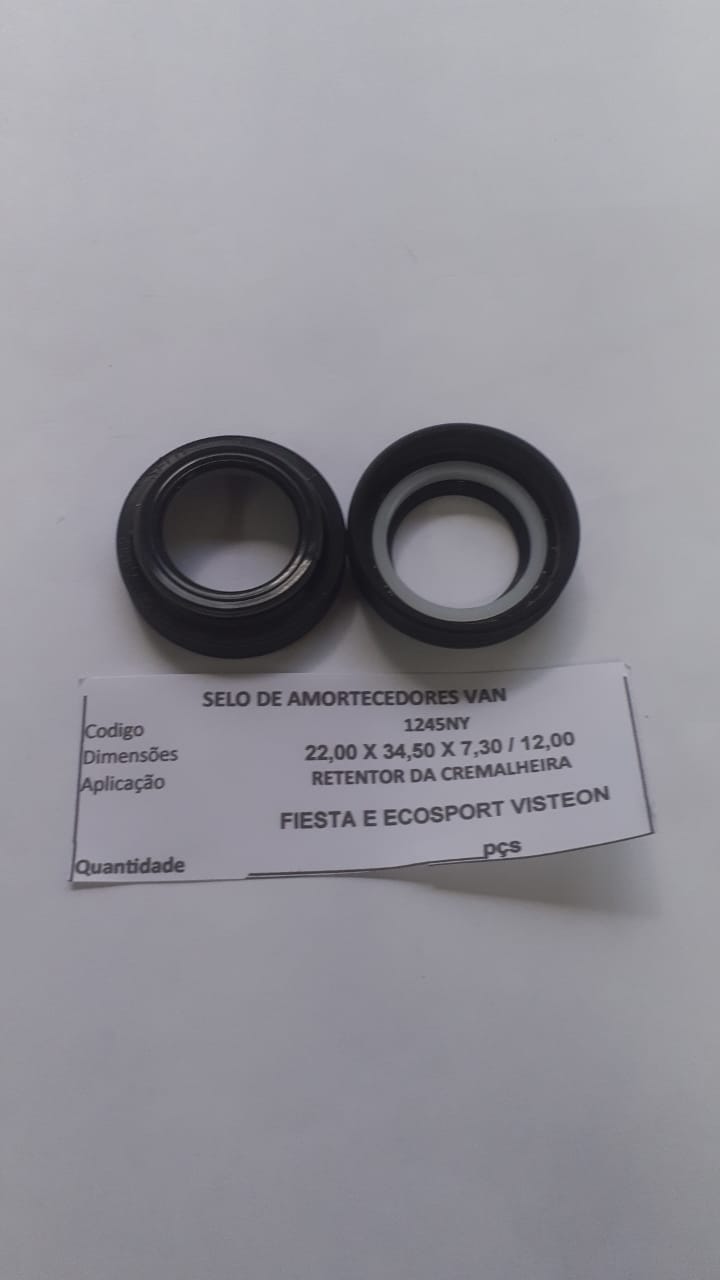 SELO DE AMORTECEDORES VAN
Codigo 1245NY
Dimensões 22,00 X 34,50 X 7,30 / 12,00
Aplicação RETENTOR DA CREMALHEIRA
FIESTA E ECOSPORT VISTEON
Quantidade ____________________pçs